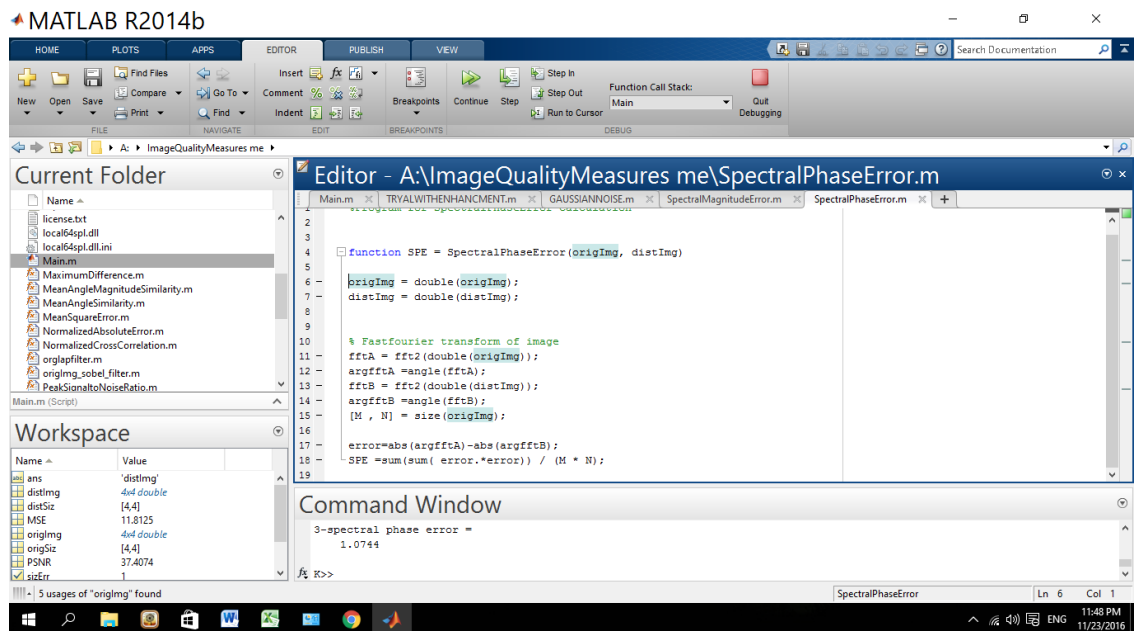 MATLAB R2014b
HOME PLOTS APPS EDITOR PUBLISH VIEW
Search Documentation
New Open Save
Find Files
Compare
Print
FILE
Go To
Find
NAVIGATE
Insert
Comment
Indent
EDIT
Breakpoints
BREAKPOINTS
Continue Step
Step In
Step Out
Run to Cursor
Function Call Stack:
Main
Quit Debugging
DEBUG
A: ImageQualityMeasures me
Current Folder
Name
license.txt
local64spl.dll
local64spl.dll.ini
Main.m
MaximumDifference.m
MeanAngleMagnitudeSimilarity.m
MeanAngleSimilarity.m
MeanSquareError.m
NormalizedAbsoluteError.m
NormalizedCrossCorrelation.m
orglapfilter.m
origImg_sobel_filter.m
PeakSignaltoNoiseRatio.m
Main.m (Script)
Workspace
Name Value
ans 'distImg'
distImg 4x4 double
distSiz [4,4]
MSE 11.8125
origImg 4x4 double
origSiz [4,4]
PSNR 37.4074
sizErr 1
Editor - A:\ImageQualityMeasures me\SpectralPhaseError.m
Main.m TRYALWITHENHANCMENT.m GAUSSIANNOISE.m SpectralMagnitudeError.m SpectralPhaseError.m
1 %Program for SpectralPhaseError Calculation
2
3
4 function SPE = SpectralPhaseError(origImg, distImg)
5
6 - origImg = double(origImg);
7 - distImg = double(distImg);
8
9
10 % Fastfourier transform of image
11 - fftA = fft2(double(origImg));
12 - argfftA =angle(fftA);
13 - fftB = fft2(double(distImg));
14 - argfftB =angle(fftB);
15 - [M , N] = size(origImg);
16
17 - error=abs(argfftA)-abs(argfftB);
18 - SPE =sum(sum( error.*error)) / (M * N);
19
Command Window
3-spectral phase error =
1.0744
fx K>>
5 usages of "origImg" found
SpectralPhaseError
Ln 6 Col 1
ENG
11:48 PM
11/23/2016